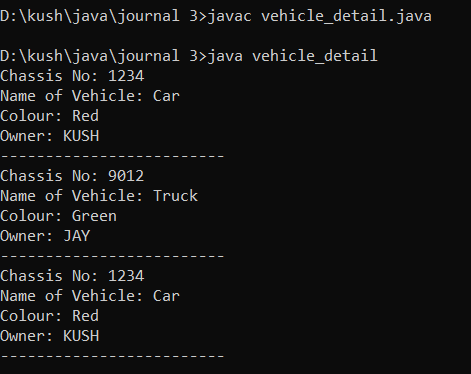 D:\kush\java\journal 3>javac vehicle_detail.java
D:\kush\java\journal 3>java vehicle_detail
Chassis No: 1234
Name of Vehicle: Car
Colour: Red
Owner: KUSH
-------------------------
Chassis No: 9012
Name of Vehicle: Truck
Colour: Green
Owner: JAY
-------------------------
Chassis No: 1234
Name of Vehicle: Car
Colour: Red
Owner: KUSH
-------------------------